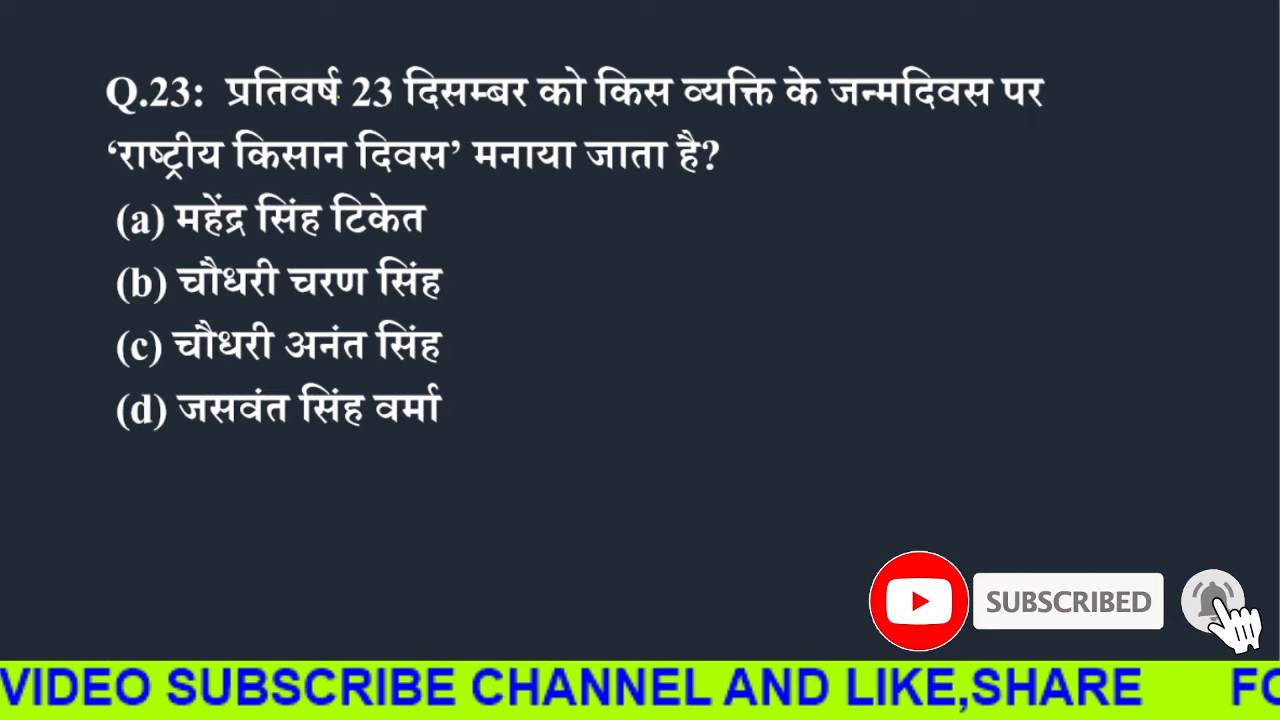 Q.23: प्रतिवर्ष 23 दिसम्बर को किस व्यक्ति के जन्मदिवस पर
‘राष्ट्रीय किसान दिवस’ मनाया जाता है?
(a) महेंद्र सिंह टिकेत
(b) चौधरी चरण सिंह
(c) चौधरी अनंत सिंह
(d) जसवंत सिंह वर्मा
SUBSCRIBED
VIDEO SUBSCRIBE CHANNEL AND LIKE,SHARE